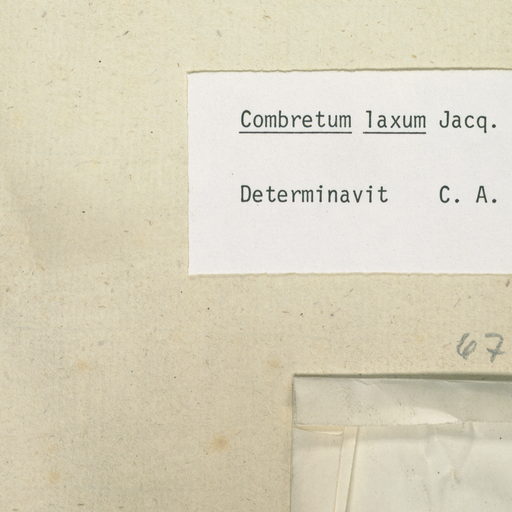 Combretum laxum Jacq.
Determinavit C. A.
67